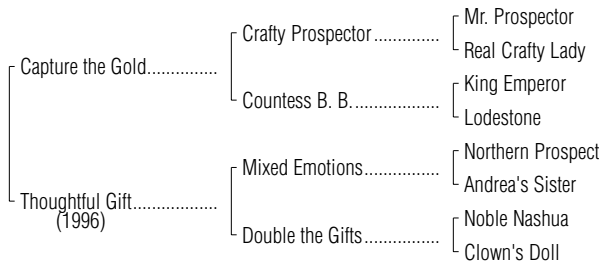 Mr. Prospector
Crafty Prospector..............
Real Crafty Lady
Capture the Gold...............
King Emperor
Countess B. B...................
Lodestone
Northern Prospect
Mixed Emotions................
Andrea's Sister
Thoughtful Gift..................
(1996)
Noble Nashua
Double the Gifts................
Clown's Doll